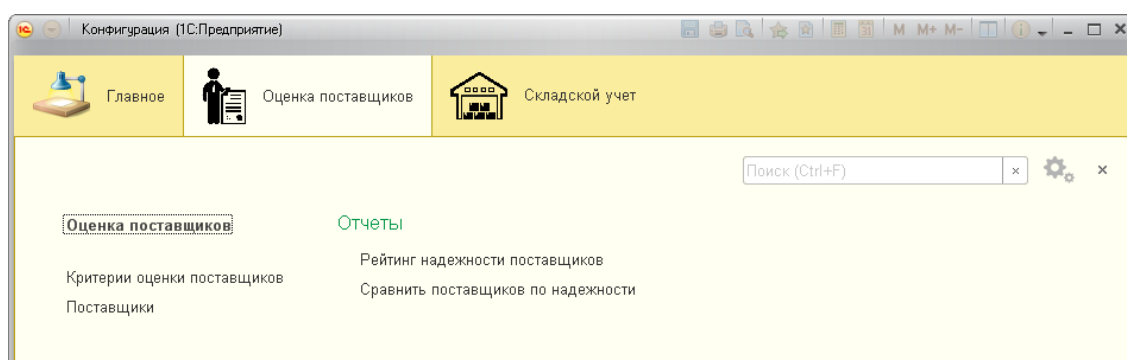 Конфигурация (1С:Предприятие)
M M+ M-
Главное
Оценка поставщиков
Складской учет
Поиск (Ctrl+F)
Оценка поставщиков
Отчеты
Критерии оценки поставщиков
Поставщики
Рейтинг надежности поставщиков
Сравнить поставщиков по надежности